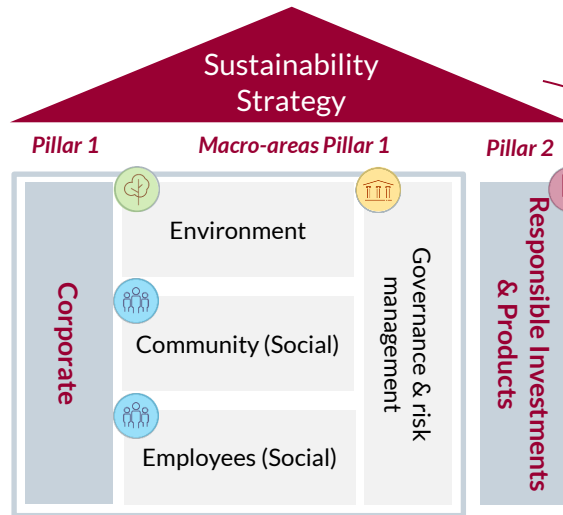 Sustainability
Strategy
Pillar 1
Macro-areas Pillar 1
Pillar 2
Corporate
Environment
Community (Social)
Employees (Social)
Governance & risk
management
Responsible Investments
& Products